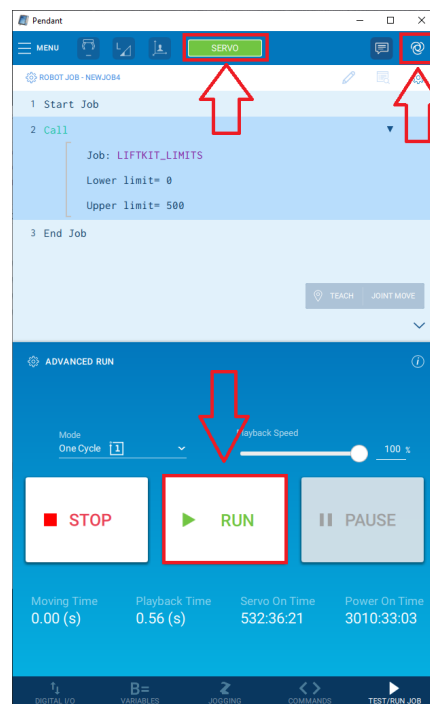 Pendant
MENU
SERVO
ROBOT JOB - NEWJOB4
1 Start Job
2 Call
Job: LIFTKIT_LIMITS
Lower limit= 0
Upper limit= 500
3 End Job
TEACH
JOINT MOVE
ADVANCED RUN
Mode
Playback Speed
One Cycle 1
100 %
STOP
RUN
PAUSE
Moving Time
Playback Time
Servo On Time
Power On Time
0.00 (s)
0.56 (s)
532:36:21
3010:33:03
DIGITAL I/O
VARIABLES
JOGGING
COMMANDS
TEST/RUN JOB